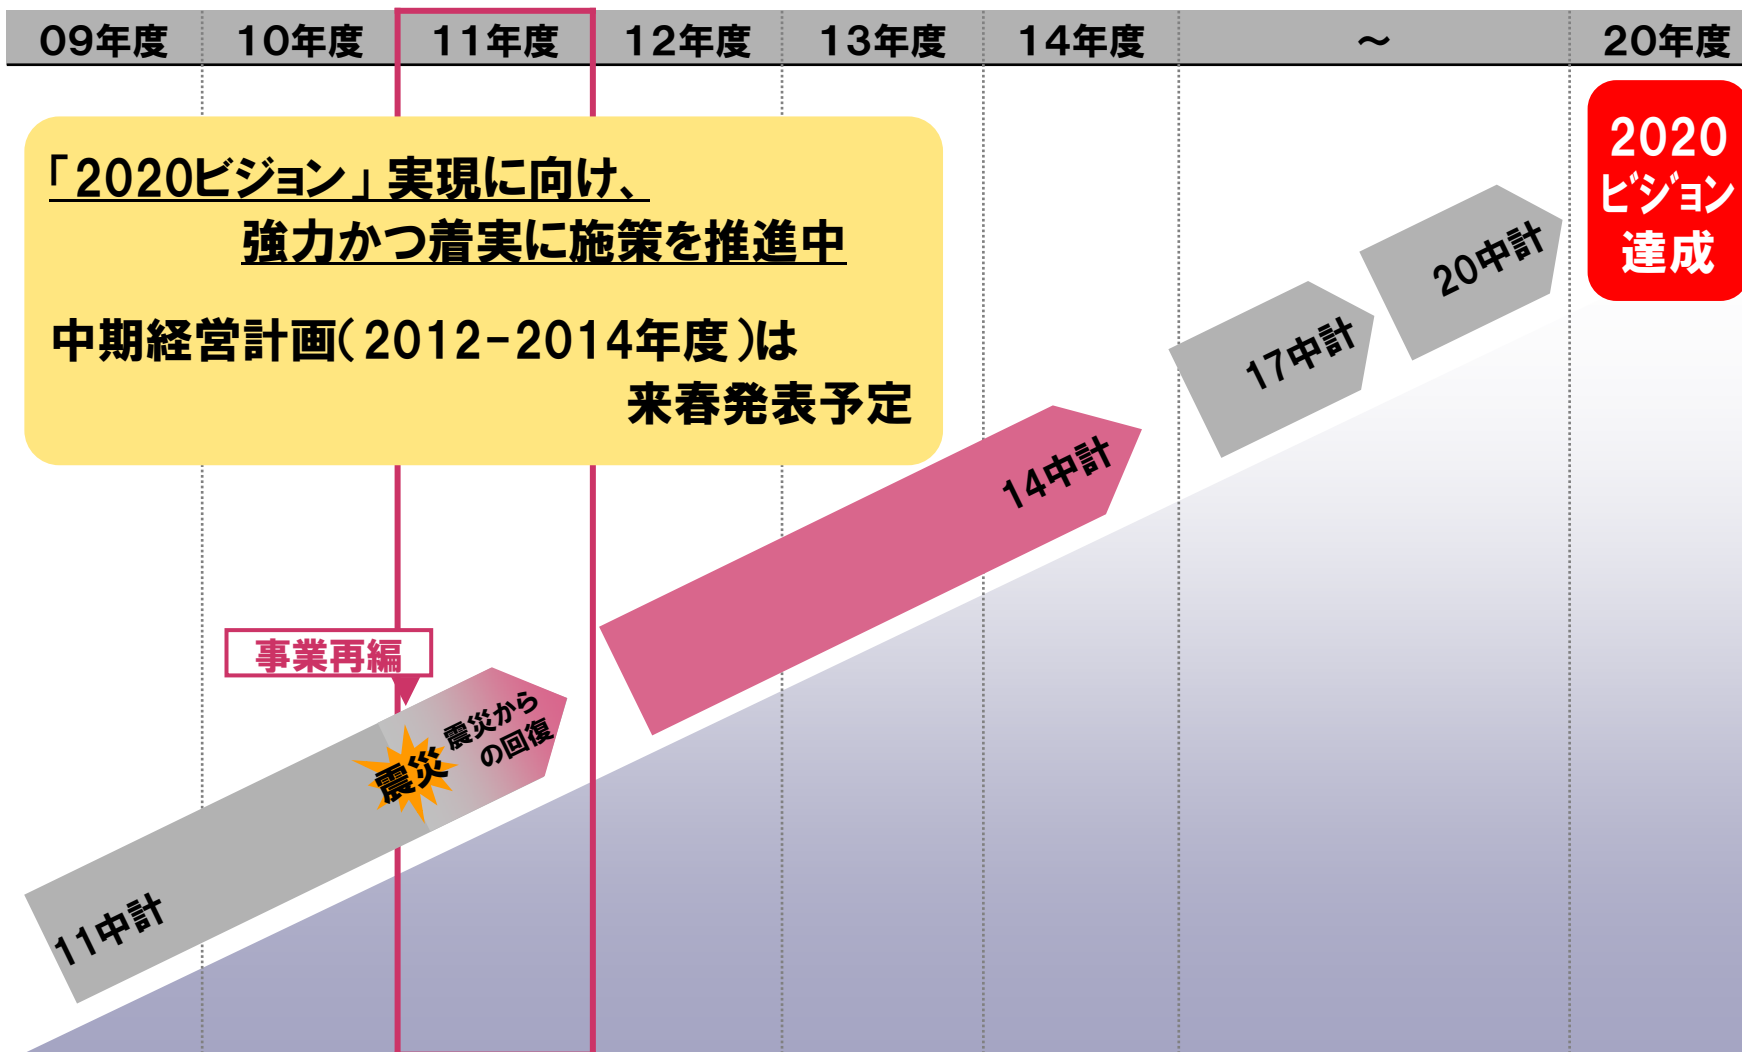 09年度
10年度
11年度
12年度
13年度
14年度
～
20年度
「2020ビジョン」実現に向け、
強力かつ着実に施策を推進中
中期経営計画(2012-2014年度)は
来春発表予定
2020
ビジョン
達成
20中計
17中計
14中計
事業再編
震災から
の回復
震災
11中計